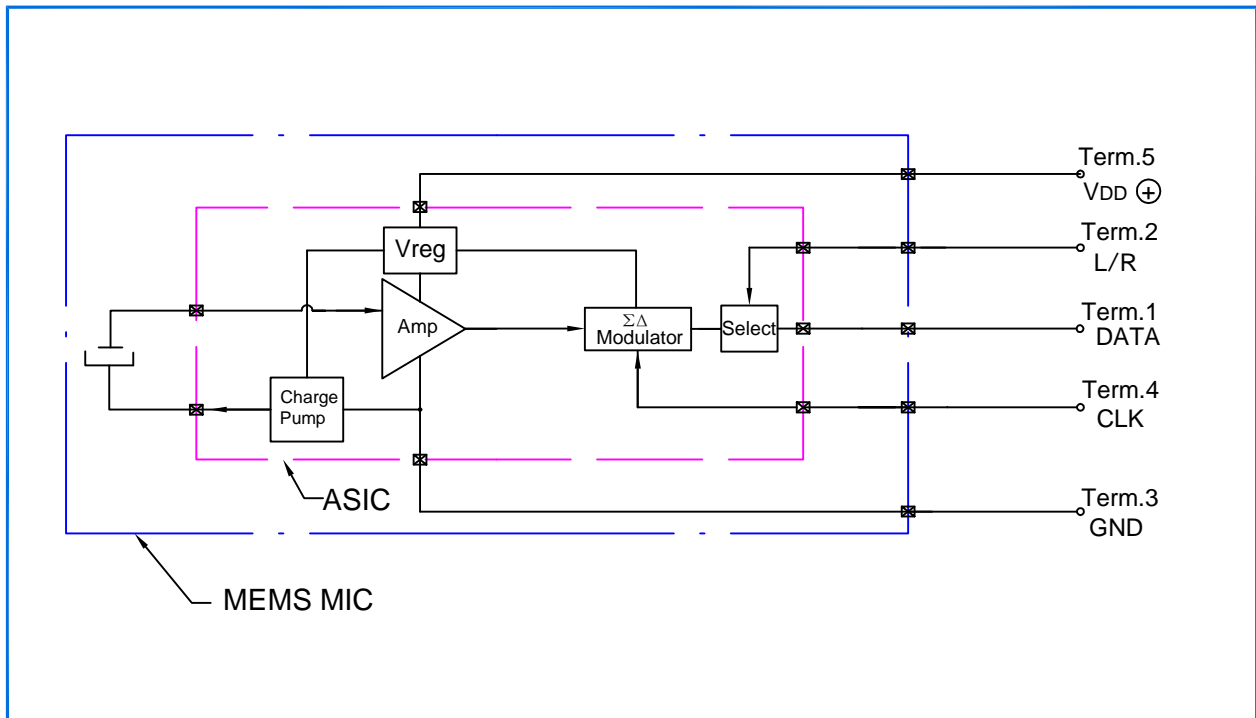 Term.5
VDD +
Term.2
L/R
Vreg
Amp
ΣΔ
Modulator
Select
Term.1
DATA
Charge
Pump
Term.4
CLK
ASIC
Term.3
GND
MEMS MIC